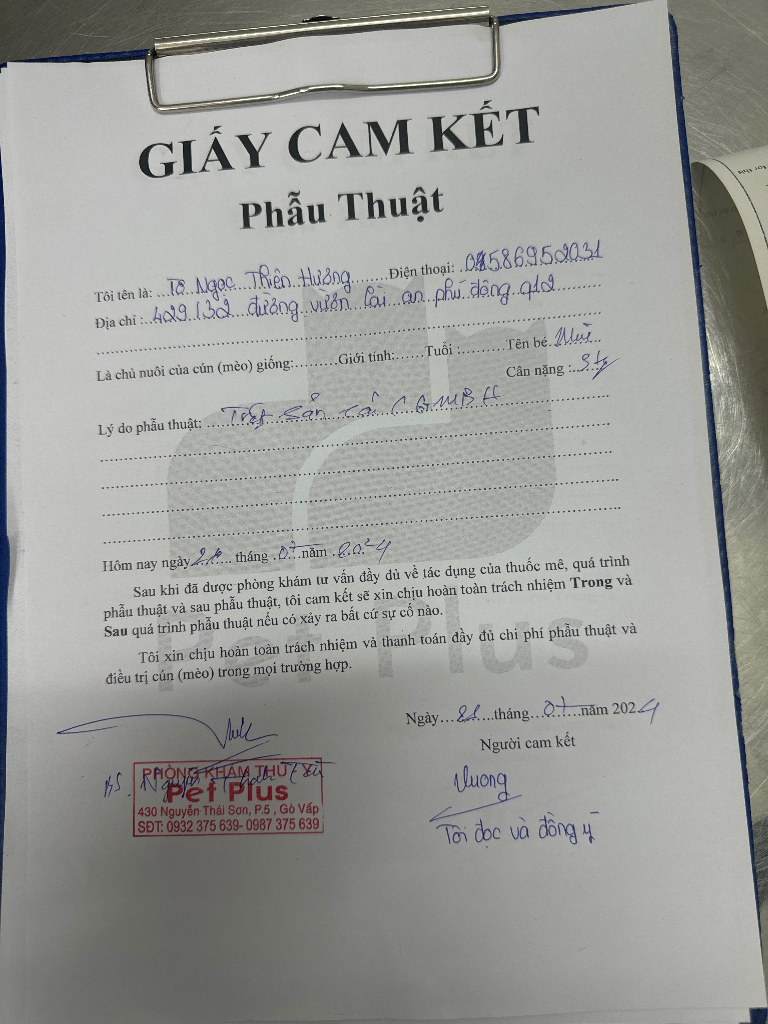 GIẤY CAM KẾT
Phẫu Thuật
Tôi tên là: ...Tô Ngọc Thiên Hương........Điện thoại: .08586952031
Địa chỉ :..429/32 đường vườn lài an phú đông q12
Là chủ nuôi của cún (mèo) giống:.........Giới tính:......Tuổi :.........Tên bé.
Cân nặng :..
Lý do phẫu thuật: ...Triệt sản cái
Hôm nay ngày.21.... tháng .07.năm .2024
Sau khi đã được phòng khám tư vấn đầy đủ về tác dụng của thuốc mê, quá trình
phẫu thuật và sau phẫu thuật, tôi cam kết sẽ xin chịu hoàn toàn trách nhiệm Trong và
Sau quá trình phẫu thuật nếu có xảy ra bất cứ sự cố nào.
Tôi xin chịu hoàn toàn trách nhiệm và thanh toán đầy đủ chi phí phẫu thuật và
điều trị cún (mèo) trong mọi trường hợp.
Pet Plus
Ngày...21...tháng....07....năm 2024
Người cam kết
BS. Nguyễn
PHÒNG KHÁM THÚ Y
Pet Plus
430 Nguyễn Thái Sơn, P.5 , Gò Vấp
SĐT: 0932 375 639- 0987 375 639
Hương
Tôi đọc và đồng ý